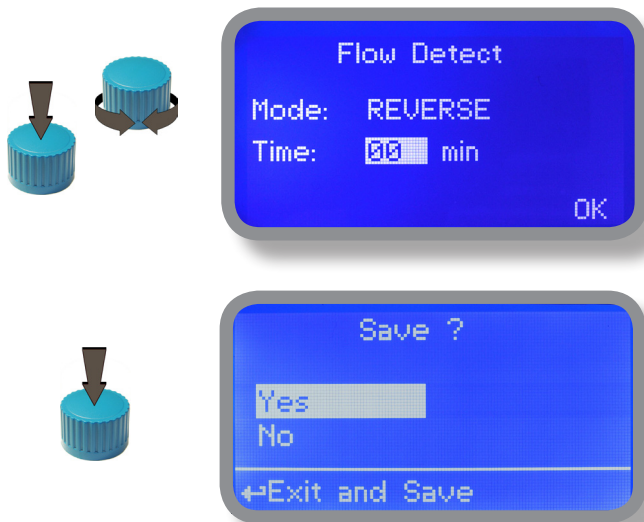 Flow Detect
Mode: REVERSE
Time: 00 min
OK
Save ?
Yes
No
↩Exit and Save